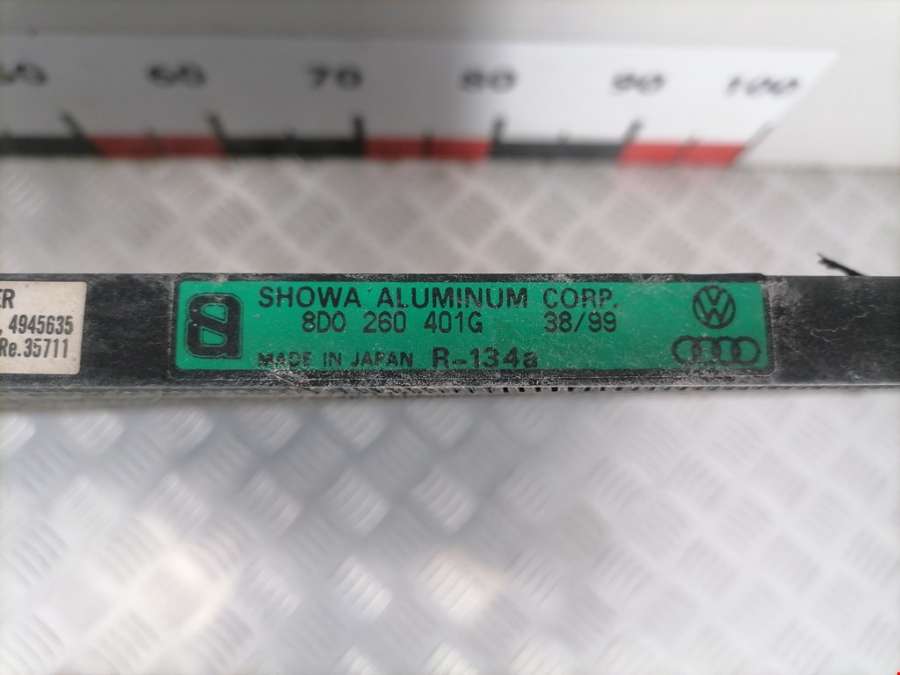 60 70 80 90 100
ER
, 4945635
Re.35711
SHOWA ALUMINUM CORP.
8D0 260 401G 38/99
MADE IN JAPAN R-134a